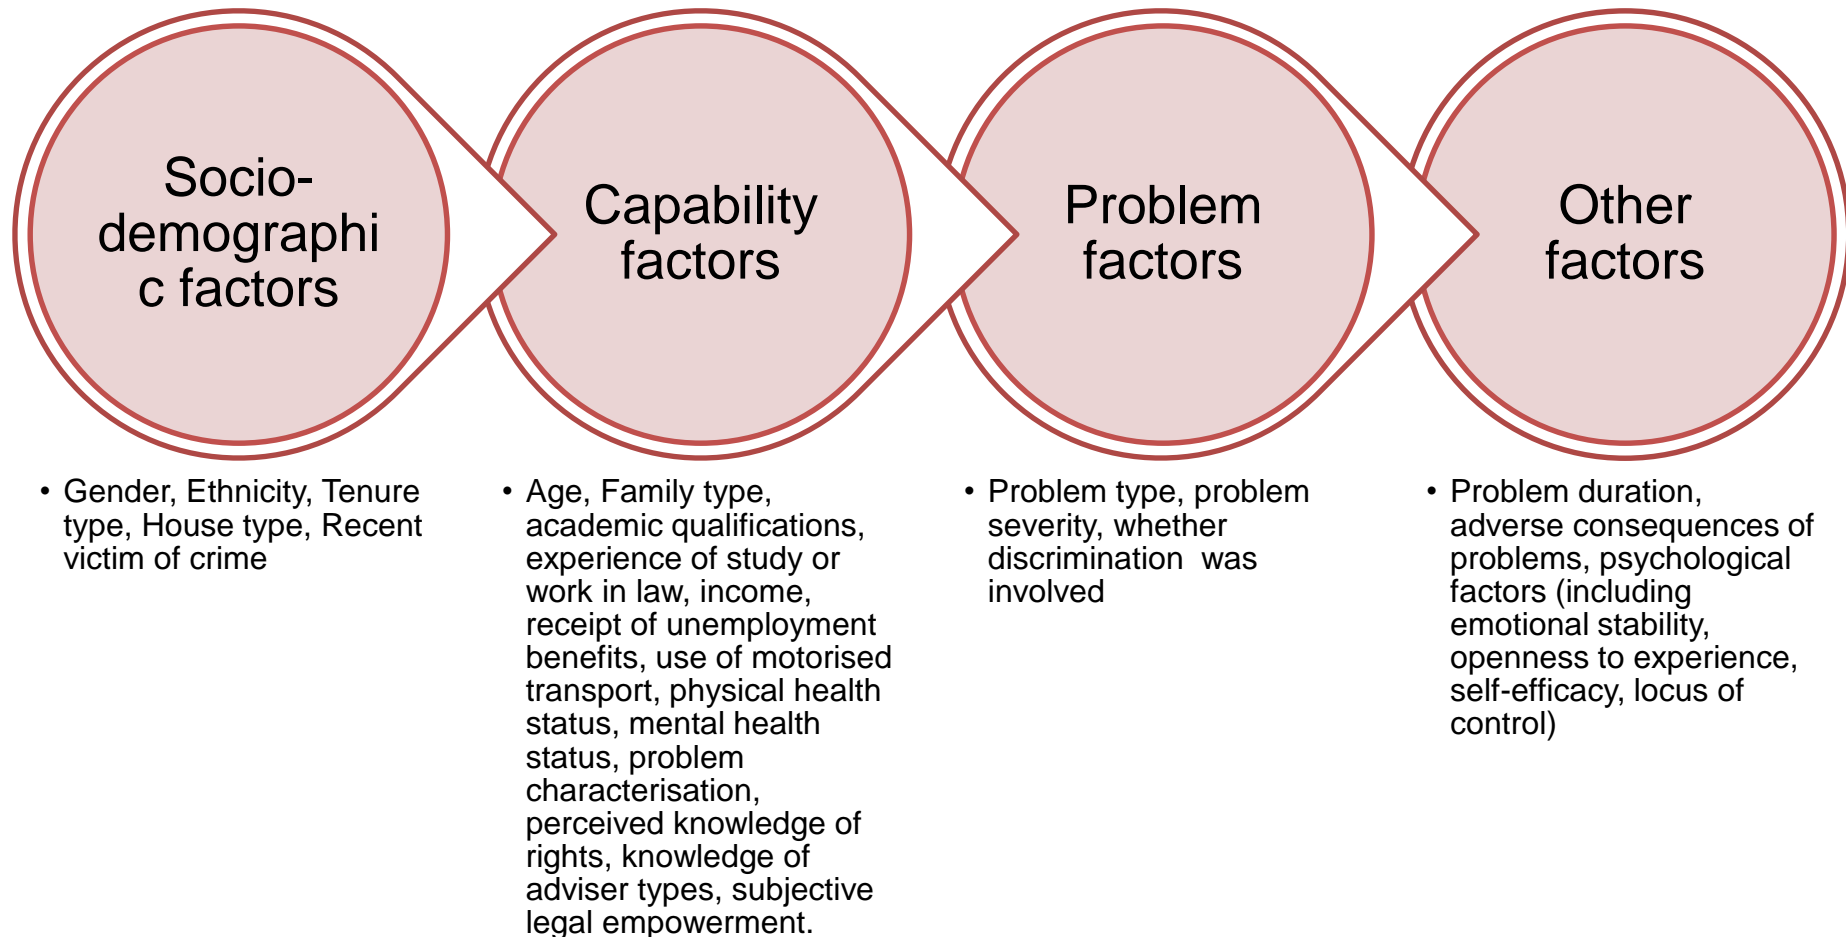 Socio-
demographi
c factors
Capability
factors
Problem
factors
Other
factors
• Gender, Ethnicity, Tenure
type, House type, Recent
victim of crime
• Age, Family type,
academic qualifications,
experience of study or
work in law, income,
receipt of unemployment
benefits, use of motorised
transport, physical health
status, mental health
status, problem
characterisation,
perceived knowledge of
rights, knowledge of
adviser types, subjective
legal empowerment.
• Problem type, problem
severity, whether
discrimination  was
involved
• Problem duration,
adverse consequences of
problems, psychological
factors (including
emotional stability,
openness to experience,
self-efficacy, locus of
control)